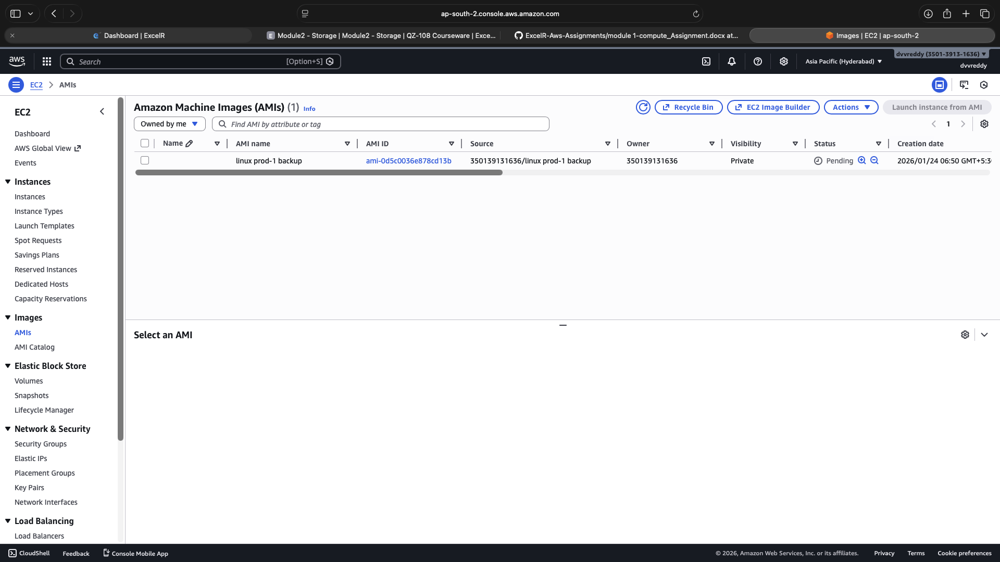 ap-south-2.console.aws.amazon.com
Dashboard | ExcelR
Module2 - Storage | Module2 - Storage | QZ-108 Courseware | Exce...
ExcelR-Aws-Assignments/module 1-compute_Assignment.docx at...
Images | EC2 | ap-south-2
aws
Search
[Option+S]
Asia Pacific (Hyderabad)
dvvreddy (3501-3913-1636)
dvvreddy
EC2
AMIs
EC2
Dashboard
AWS Global View
Events
Instances
Instances
Instance Types
Launch Templates
Spot Requests
Savings Plans
Reserved Instances
Dedicated Hosts
Capacity Reservations
Images
AMIs
AMI Catalog
Elastic Block Store
Volumes
Snapshots
Lifecycle Manager
Network & Security
Security Groups
Elastic IPs
Placement Groups
Key Pairs
Network Interfaces
Load Balancing
Load Balancers
Amazon Machine Images (AMIs) (1) Info
Recycle Bin
EC2 Image Builder
Actions
Launch instance from AMI
Owned by me
Find AMI by attribute or tag
1
Name AMI name AMI ID Source Owner Visibility Status Creation date
linux prod-1 backup ami-0d5c0036e878cd13b 350139131636/linux prod-1 backup 350139131636 Private Pending 2026/01/24 06:50 GMT+5:3
Select an AMI
CloudShell
Feedback
Console Mobile App
© 2026, Amazon Web Services, Inc. or its affiliates.
Privacy
Terms
Cookie preferences